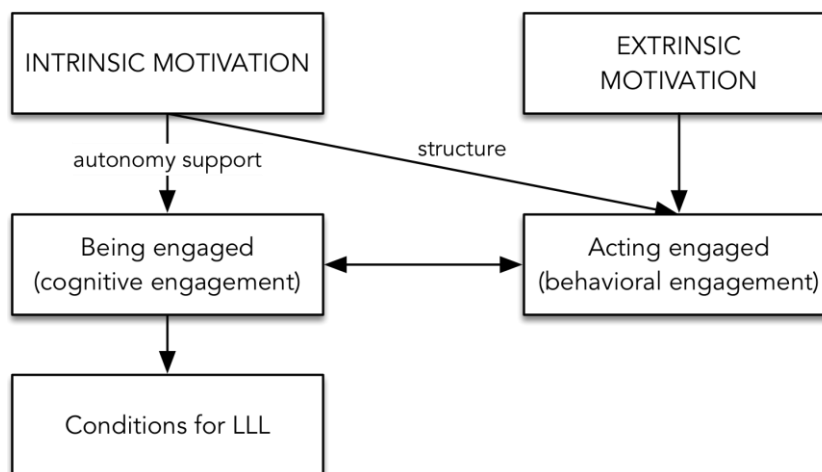 INTRINSIC MOTIVATION
EXTRINSIC
MOTIVATION
autonomy support
structure
Being engaged
(cognitive engagement)
Acting engaged
(behavioral engagement)
Conditions for LLL